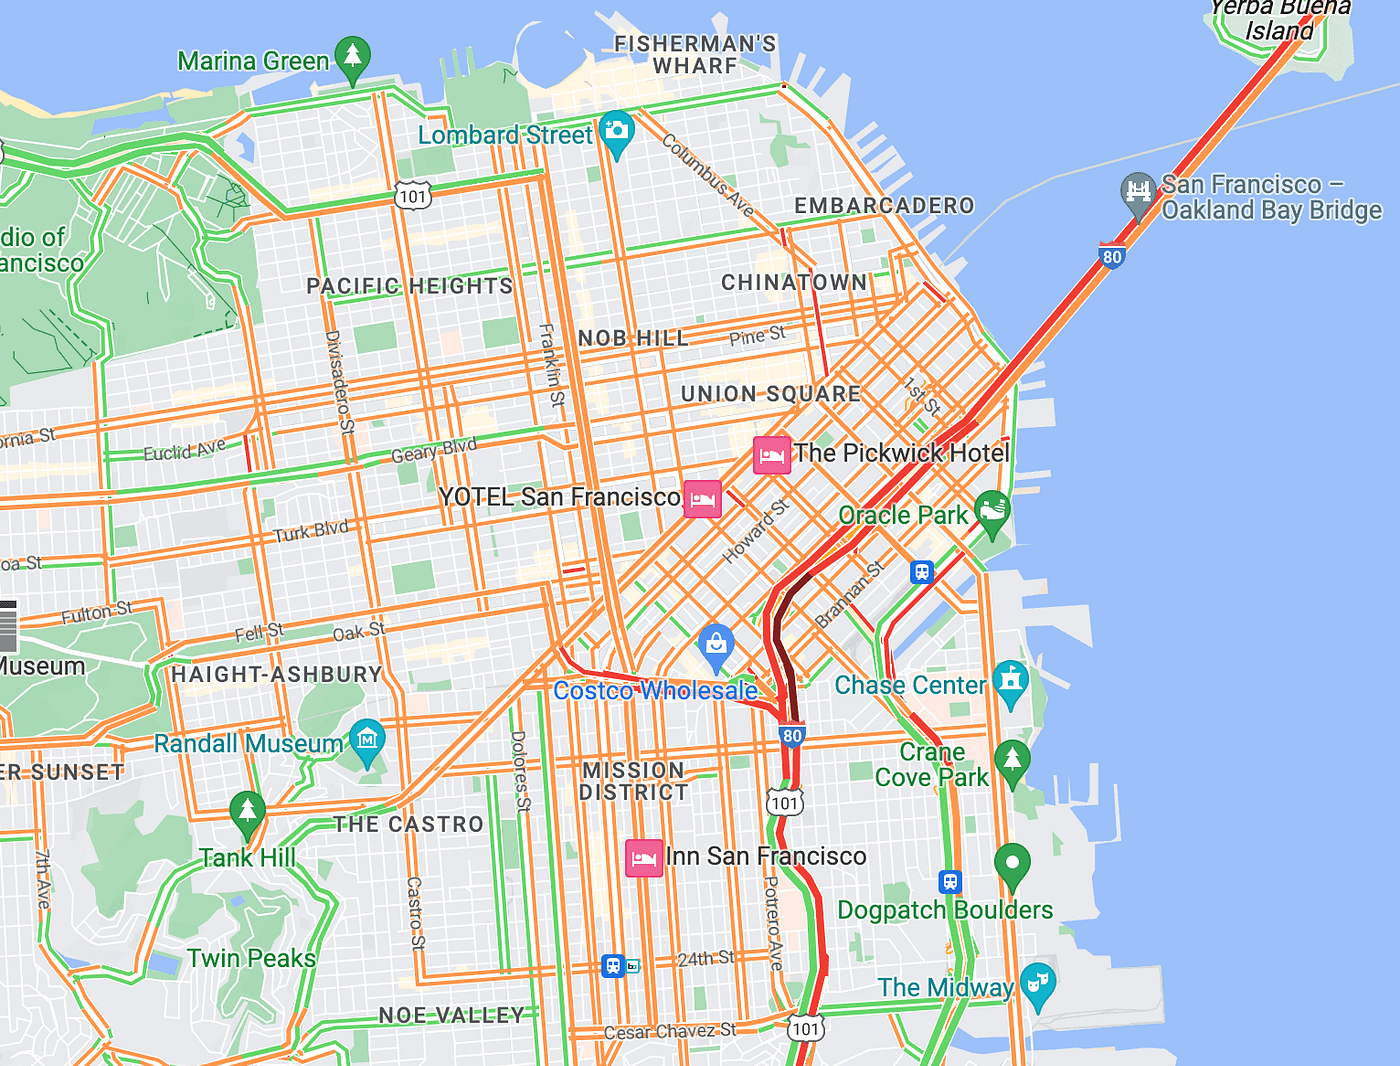 Yerba Buena
Island
FISHERMAN'S
WHARF
Marina Green
Lombard Street
Columbus Ave
101
San Francisco –
Oakland Bay Bridge
EMBARCADERO
80
dio of
ancisco
PACIFIC HEIGHTS
CHINATOWN
NOB HILL
Pine St
Franklin St
Divisadero St
UNION SQUARE
1st St
ornia St
Euclid Ave
Geary Blvd
The Pickwick Hotel
YOTEL San Francisco
Howard St
Oracle Park
Turk Blvd
oa St
Brannan St
Fulton St
Fell St
Oak St
Museum
HAIGHT-ASHBURY
Costco Wholesale
Chase Center
Randall Museum
80
Dolores St
Crane
Cove Park
ER SUNSET
MISSION
DISTRICT
101
THE CASTRO
Tank Hill
Inn San Francisco
7th Ave
Castro St
Potrero Ave
Dogpatch Boulders
Twin Peaks
24th St
The Midway
NOE VALLEY
Cesar Chavez St
101